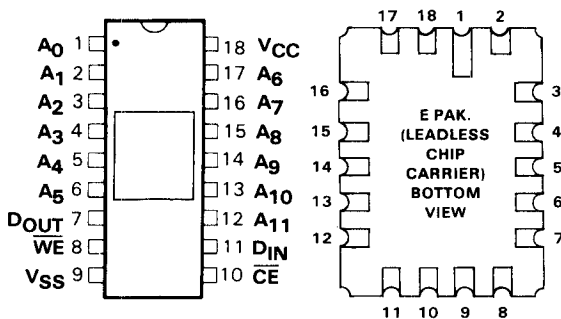 A0 1 18 VCC
A1 2 17 A6
A2 3 16 A7
A3 4 15 A8
A4 5 14 A9
A5 6 13 A10
DOUT 7 12 A11
W̅E̅ 8 11 DIN
VSS 9 10 C̅E̅
17 18 1 2
16 3
15 4
14 5
13 6
12 7
E PAK.
(LEADLESS
CHIP
CARRIER)
BOTTOM
VIEW
11 10 9 8